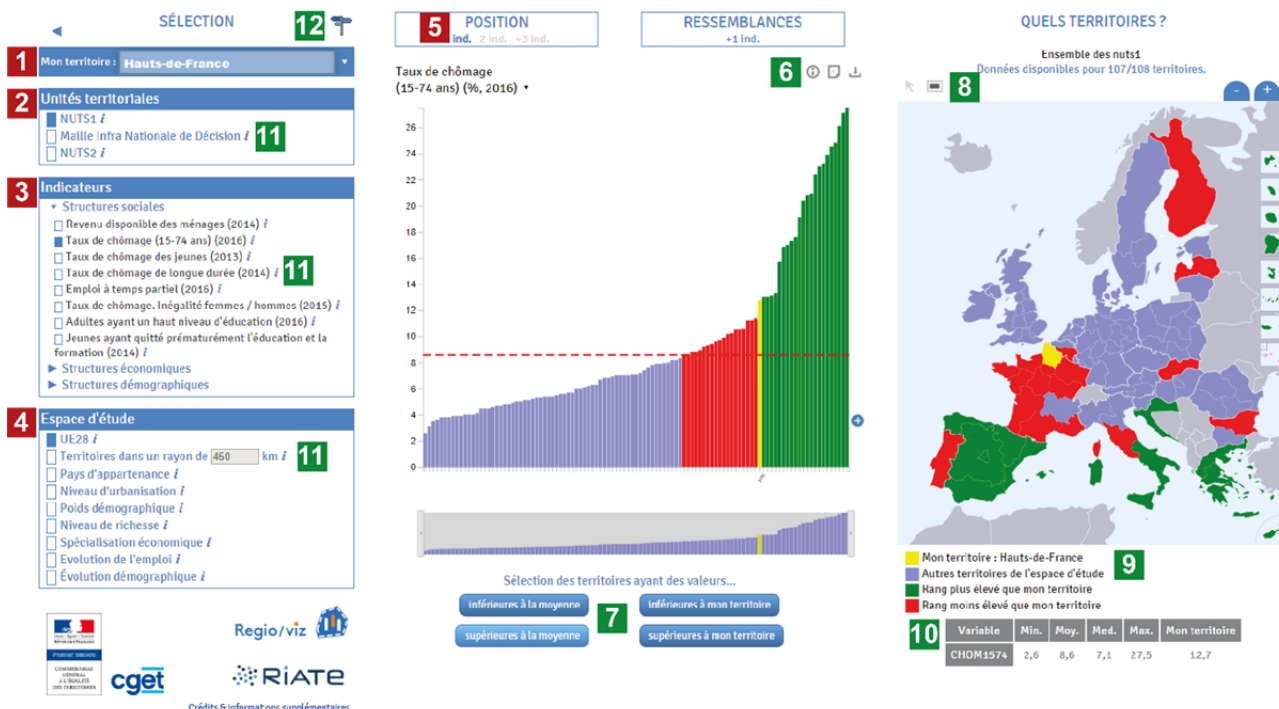 SÉLECTION
12
1
Mon territoire :
Hauts-de-France
2
Unités territoriales
NUTS1 i
Maille Infra Nationale de Décision i
11
NUTS2 i
3
Indicateurs
Structures sociales
Revenu disponible des ménages (2014) i
Taux de chômage (15-74 ans) (2016) i
Taux de chômage des jeunes (2013) i
Taux de chômage de longue durée (2014) i
11
Emploi à temps partiel (2016) i
Taux de chômage. Inégalité femmes / hommes (2015) i
Adultes ayant un haut niveau d'éducation (2016) i
Jeunes ayant quitté prématurément l'éducation et la
formation (2014) i
Structures économiques
Structures démographiques
4
Espace d'étude
UE28 i
Territoires dans un rayon de 450 km i
11
Pays d'appartenance i
Niveau d'urbanisation i
Poids démographique i
Niveau de richesse i
Spécialisation économique i
Evolution de l'emploi i
Évolution démographique i
COMMISSARIAT
GÉNÉRAL
À L'ÉGALITÉ
DES TERRITOIRES
cget
Regio/viz
RIATE
Crédits & informations supplémentaires
5
POSITION
ind. 2 ind. +3 ind.
RESSEMBLANCES
+1 ind.
Taux de chômage
(15-74 ans) (%, 2016)
6
26
24
22
20
18
16
14
12
10
8
6
4
2
0
Sélection des territoires ayant des valeurs...
inférieures à la moyenne
inférieures à mon territoire
7
supérieures à la moyenne
supérieures à mon territoire
QUELS TERRITOIRES ?
Ensemble des nuts1
Données disponibles pour 107/108 territoires.
8
- +
Mon territoire : Hauts-de-France
Autres territoires de l'espace d'étude
Rang plus élevé que mon territoire
Rang moins élevé que mon territoire
9
10
Variable Min. Moy. Med. Max. Mon territoire
CHOM1574 2,6 8,6 7,1 27,5 12,7